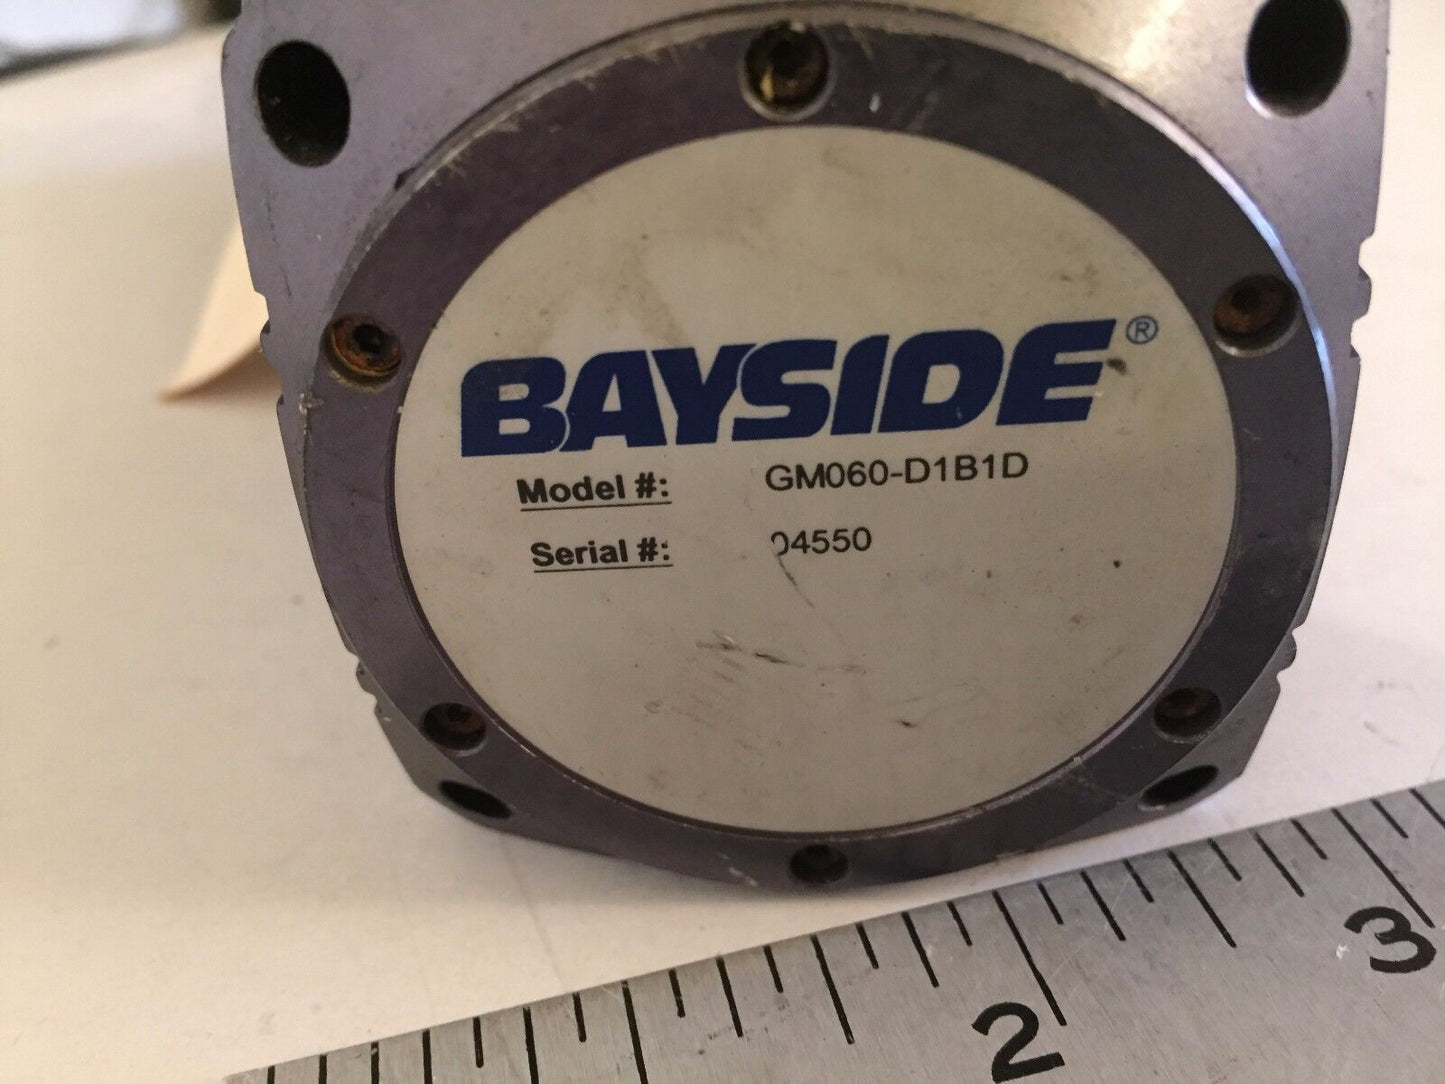 BAYSIDE®
Model #: GM060-D1B1D
Serial #: 04550
2 3